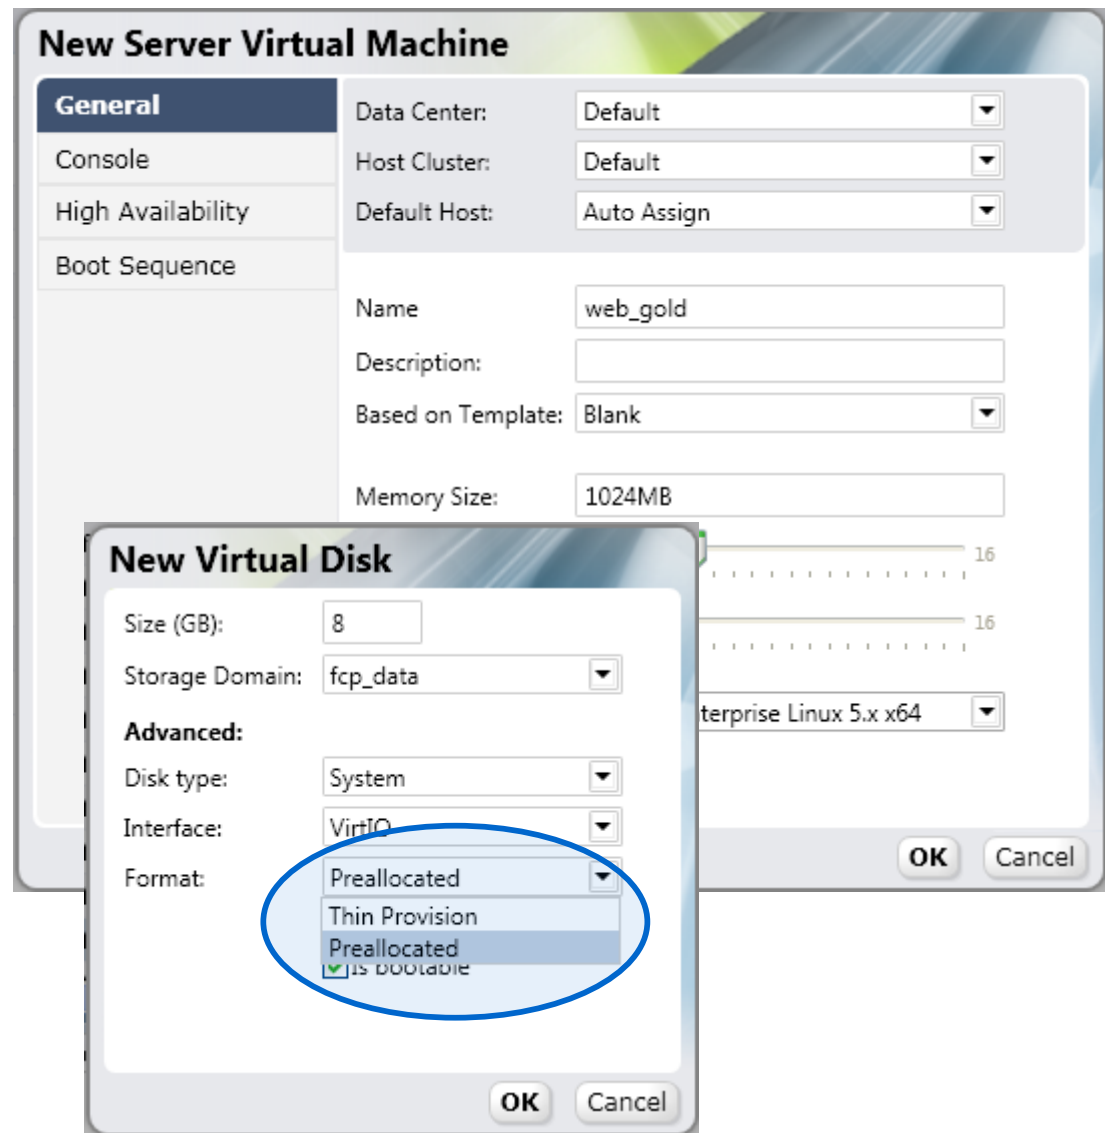 New Server Virtual Machine
General
Console
High Availability
Boot Sequence
Data Center: Default
Host Cluster: Default
Default Host: Auto Assign
Name web_gold
Description:
Based on Template: Blank
Memory Size: 1024MB
16
16
terprise Linux 5.x x64
OK Cancel
New Virtual Disk
Size (GB): 8
Storage Domain: fcp_data
Advanced:
Disk type: System
Interface: VirtIO
Format: Preallocated
Thin Provision
Preallocated
Is bootable
OK Cancel